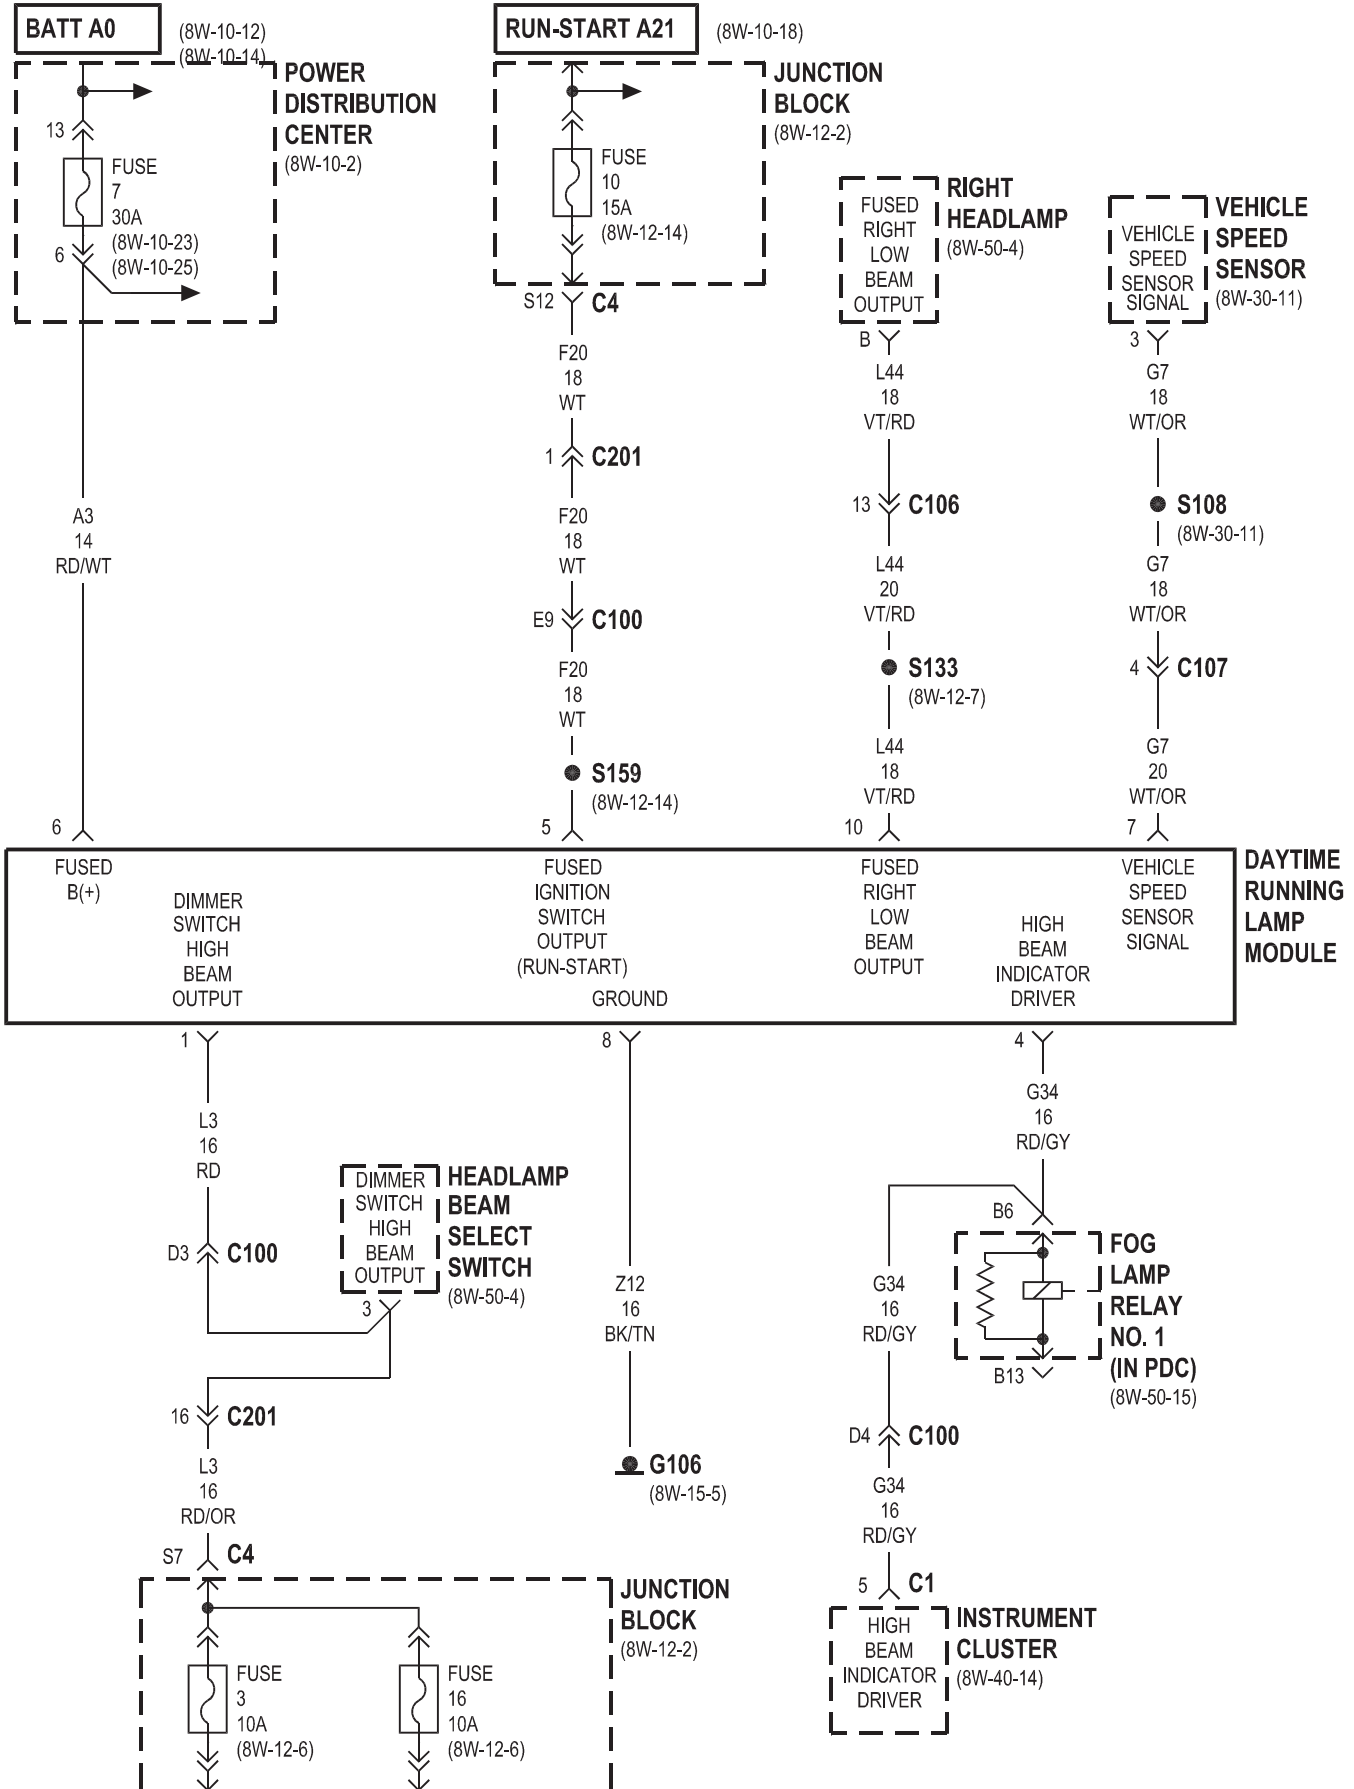 BATT A0
(8W-10-12)
(8W-10-14)
RUN-START A21
(8W-10-18)
POWER
DISTRIBUTION
CENTER
(8W-10-2)
13
FUSE
7
30A
(8W-10-23)
(8W-10-25)
6
JUNCTION
BLOCK
(8W-12-2)
FUSE
10
15A
(8W-12-14)
S12
C4
FUSED
RIGHT
LOW
BEAM
OUTPUT
RIGHT
HEADLAMP
(8W-50-4)
VEHICLE
SPEED
SENSOR
SIGNAL
VEHICLE
SPEED
SENSOR
(8W-30-11)
F20
18
WT
1
C201
F20
18
WT
E9
C100
F20
18
WT
S159
(8W-12-14)
B
L44
18
VT/RD
13
C106
L44
20
VT/RD
S133
(8W-12-7)
L44
18
VT/RD
3
G7
18
WT/OR
S108
(8W-30-11)
G7
18
WT/OR
4
C107
G7
20
WT/OR
A3
14
RD/WT
6
5
10
7
FUSED
B(+)
DIMMER
SWITCH
HIGH
BEAM
OUTPUT
FUSED
IGNITION
SWITCH
OUTPUT
(RUN-START)
GROUND
FUSED
RIGHT
LOW
BEAM
OUTPUT
HIGH
BEAM
INDICATOR
DRIVER
VEHICLE
SPEED
SENSOR
SIGNAL
DAYTIME
RUNNING
LAMP
MODULE
1
8
4
L3
16
RD
D3
C100
DIMMER
SWITCH
HIGH
BEAM
OUTPUT
HEADLAMP
BEAM
SELECT
SWITCH
(8W-50-4)
3
16
C201
L3
16
RD/OR
S7
C4
Z12
16
BK/TN
G106
(8W-15-5)
G34
16
RD/GY
B6
FOG
LAMP
RELAY
NO. 1
(IN PDC)
(8W-50-15)
B13
G34
16
RD/GY
D4
C100
G34
16
RD/GY
5
C1
HIGH
BEAM
INDICATOR
DRIVER
INSTRUMENT
CLUSTER
(8W-40-14)
JUNCTION
BLOCK
(8W-12-2)
FUSE
3
10A
(8W-12-6)
FUSE
16
10A
(8W-12-6)